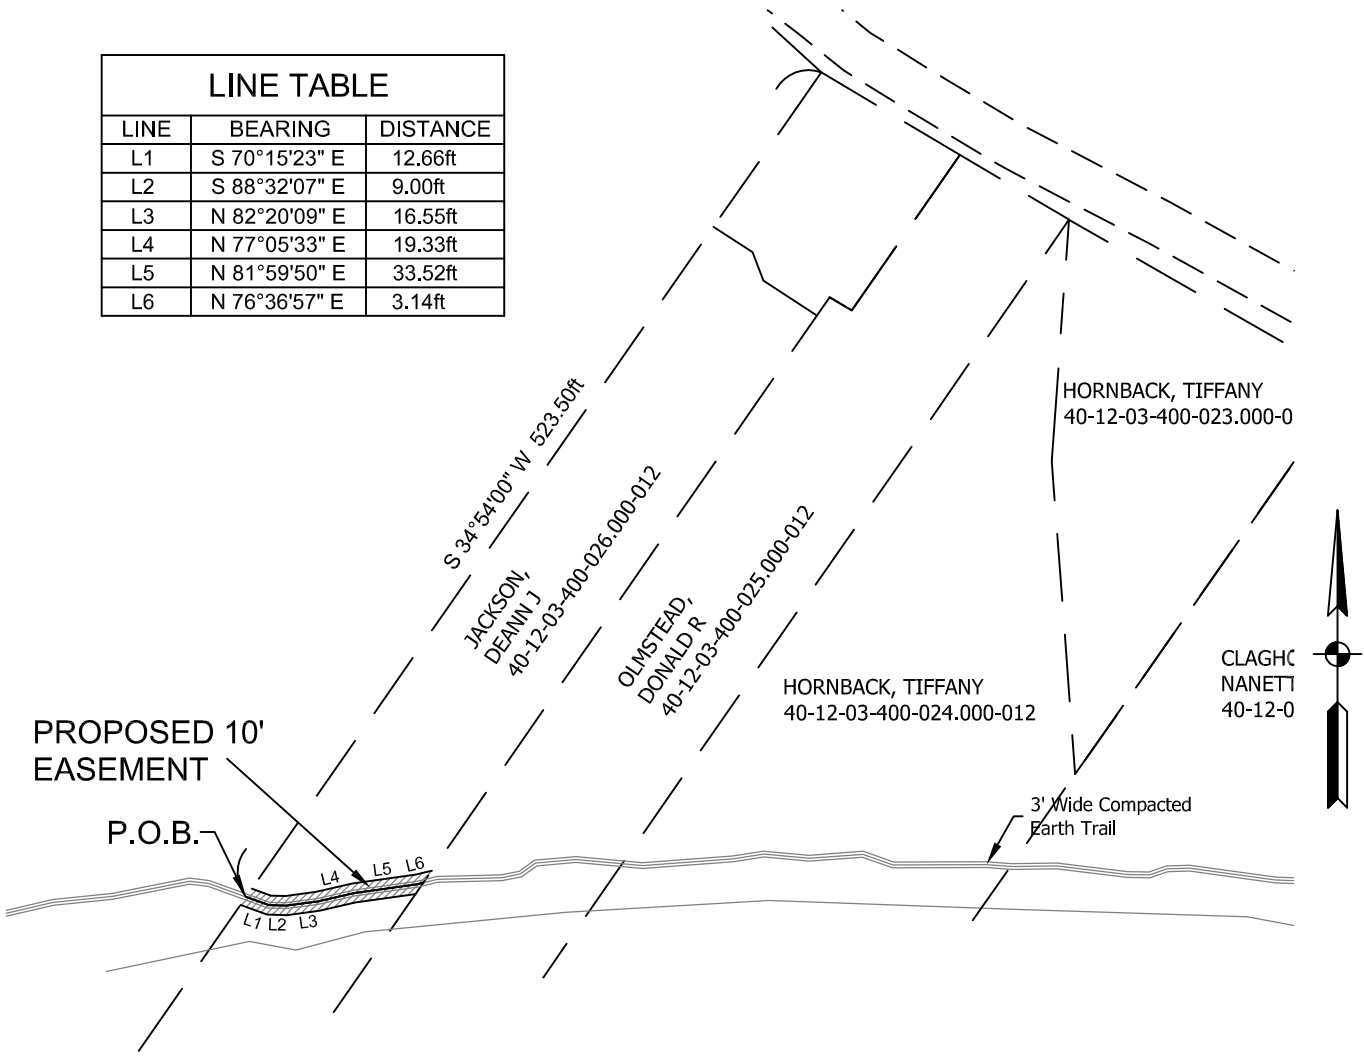 LINE TABLE
LINE BEARING DISTANCE
L1 S 70°15'23" E 12.66ft
L2 S 88°32'07" E 9.00ft
L3 N 82°20'09" E 16.55ft
L4 N 77°05'33" E 19.33ft
L5 N 81°59'50" E 33.52ft
L6 N 76°36'57" E 3.14ft
S 34°54'00" W 523.50ft
HORNBACK, TIFFANY
40-12-03-400-023.000-0
JACKSON,
DEANN J
40-12-03-400-026.000-012
OLMSTEAD,
DONALD R
40-12-03-400-025.000-012
HORNBACK, TIFFANY
40-12-03-400-024.000-012
CLAGHO
NANETT
40-12-0
PROPOSED 10'
EASEMENT
P.O.B.
3' Wide Compacted
Earth Trail
L4 L5 L6
L1 L2 L3